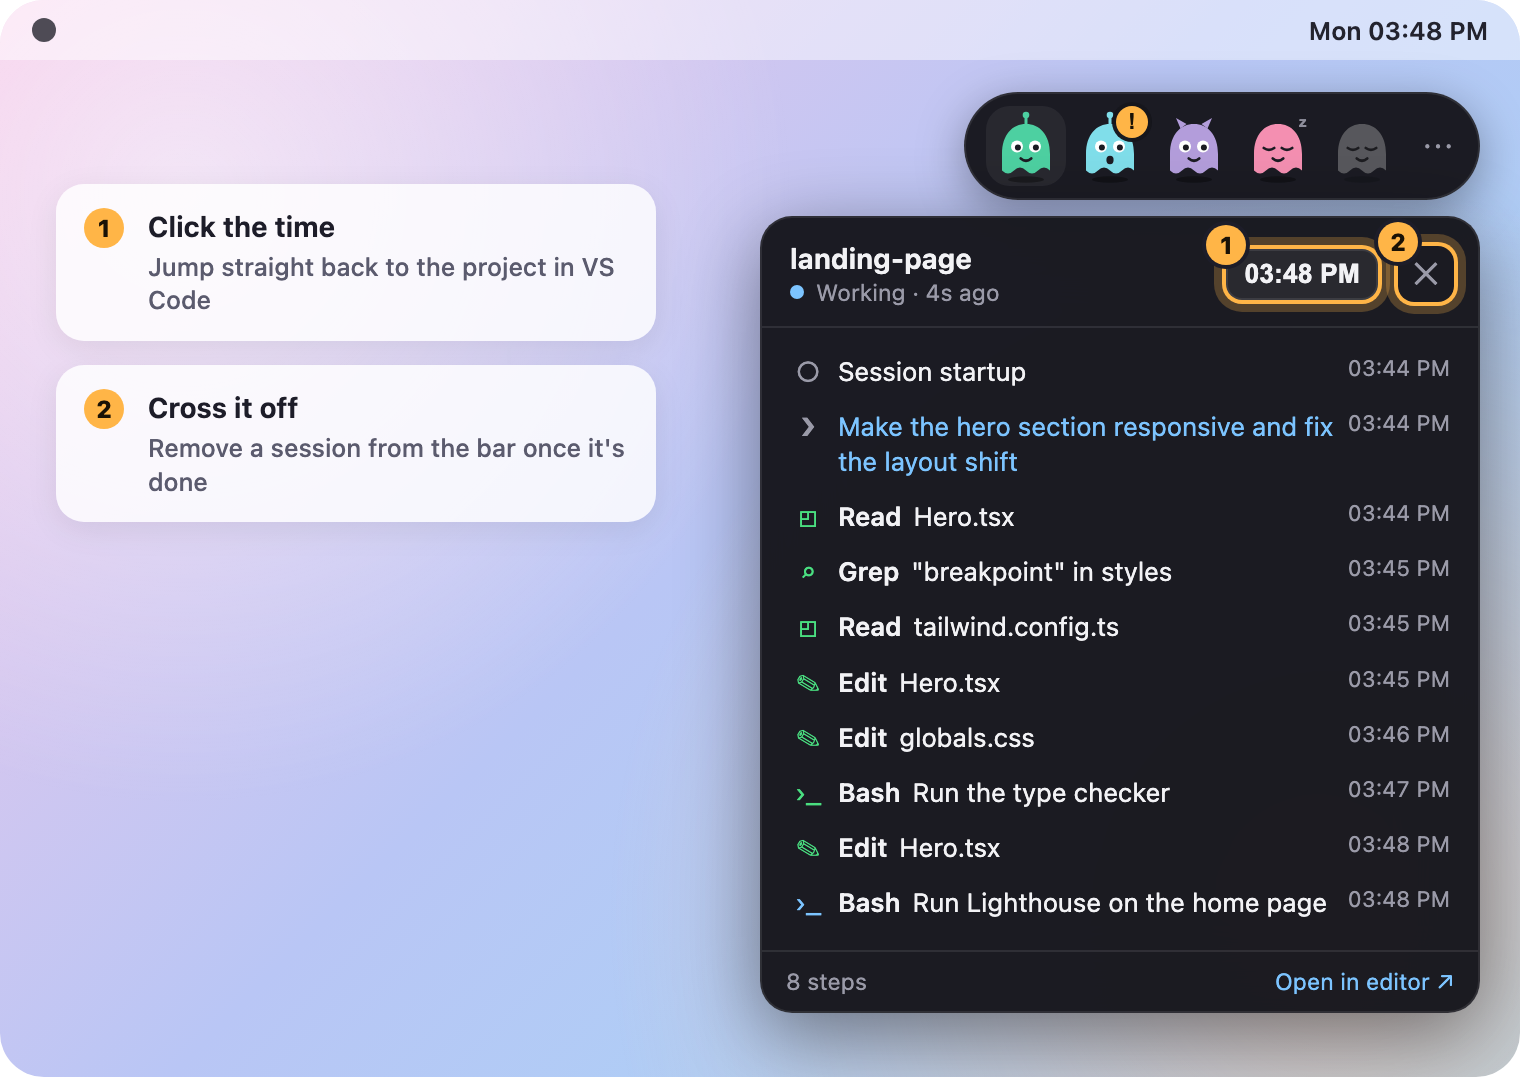 Mon 03:48 PM
!
z
...
1
Click the time
Jump straight back to the project in VS
Code
2
Cross it off
Remove a session from the bar once it's
done
landing-page
Working · 4s ago
1
03:48 PM
2
Session startup 03:44 PM
Make the hero section responsive and fix 03:44 PM
the layout shift
Read Hero.tsx 03:44 PM
Grep "breakpoint" in styles 03:45 PM
Read tailwind.config.ts 03:45 PM
Edit Hero.tsx 03:45 PM
Edit globals.css 03:46 PM
Bash Run the type checker 03:47 PM
Edit Hero.tsx 03:48 PM
Bash Run Lighthouse on the home page 03:48 PM
8 steps
Open in editor ↗